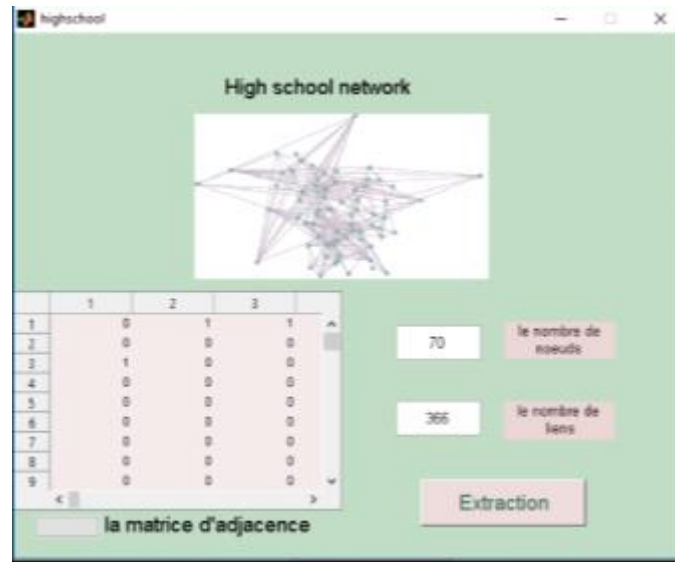 highschool
High school network
1 2 3
1 0 1 1
2 0 0 0
3 1 0 0
4 0 0 0
5 0 0 0
6 0 0 0
7 0 0 0
8 0 0 0
9 0 0 0
70
le nombre de
noeuds
366
le nombre de
liens
Extraction
la matrice d'adjacence